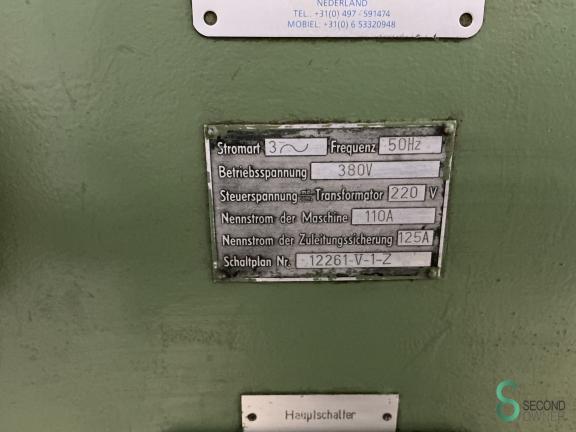 NEDERLAND
TEL.. +31(0) 497 - 591474
MOBIEL: +31(0) 6 53320948
Stromart 3~ Frequenz 50Hz
Betriebsspannung 380V
Steuerspannung Transformator 220 V
Nennstrom der Maschine 110A
Nennstrom der Zuleitungssicherung 125A
Schaltplan Nr. 12261-V-1-Z
Hauptschalter
SECOND
OWNER